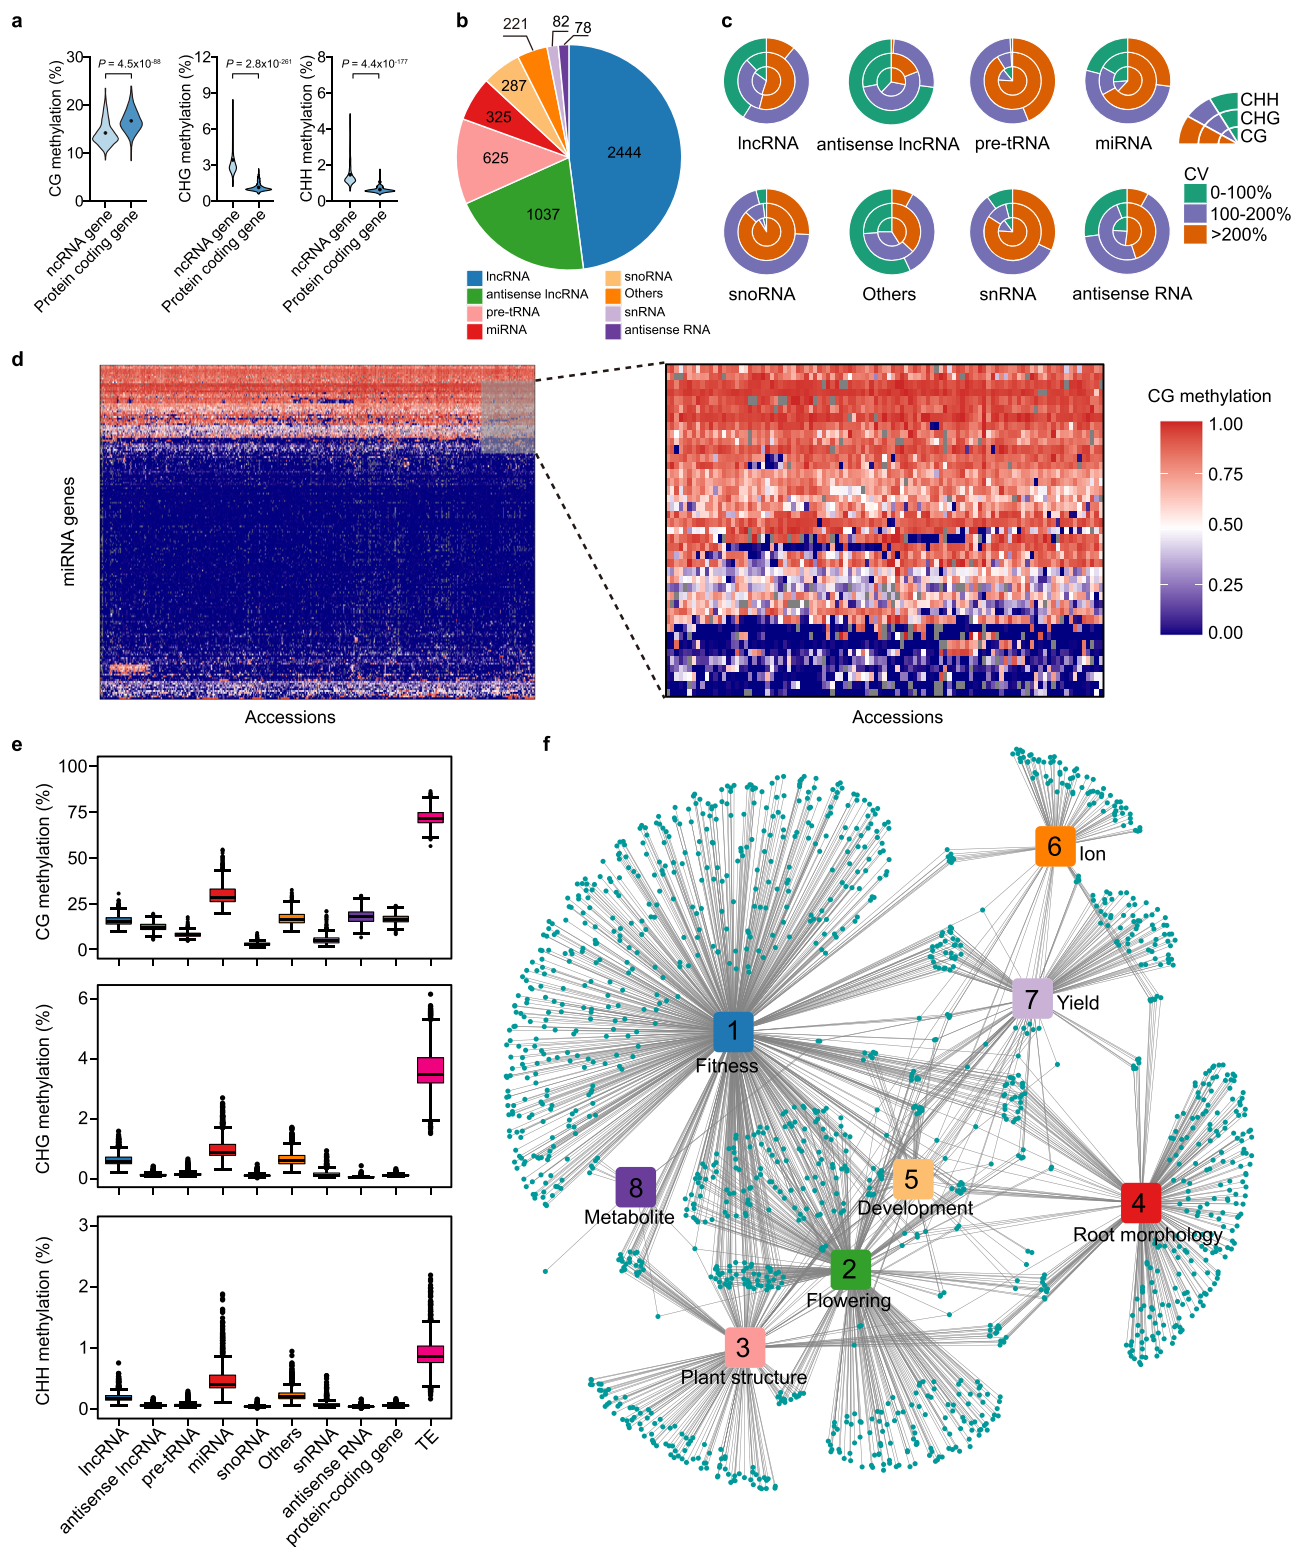 a
CG methylation (%)
30
20
10
0
P = 4.5x10-88
ncRNA gene
Protein coding gene
CHG methylation (%)
12
9
6
3
0
P = 2.8x10-261
ncRNA gene
Protein coding gene
CHH methylation (%)
8
6
4
2
0
P = 4.4x10-177
ncRNA gene
Protein coding gene
b
221
82
78
287
325
625
1037
2444
lncRNA
antisense lncRNA
pre-tRNA
miRNA
snoRNA
Others
snRNA
antisense RNA
c
lncRNA
antisense lncRNA
pre-tRNA
miRNA
snoRNA
Others
snRNA
antisense RNA
CHH
CHG
CG
CV
0-100%
100-200%
>200%
d
miRNA genes
Accessions
Accessions
CG methylation
1.00
0.75
0.50
0.25
0.00
e
CG methylation (%)
100
75
50
25
0
CHG methylation (%)
6
4
2
0
CHH methylation (%)
3
2
1
0
lncRNA
antisense lncRNA
pre-tRNA
miRNA
snoRNA
Others
snRNA
antisense RNA
protein-coding gene
TE
f
6
Ion
7
Yield
1
Fitness
8
Metabolite
5
Development
4
Root morphology
2
Flowering
3
Plant structure